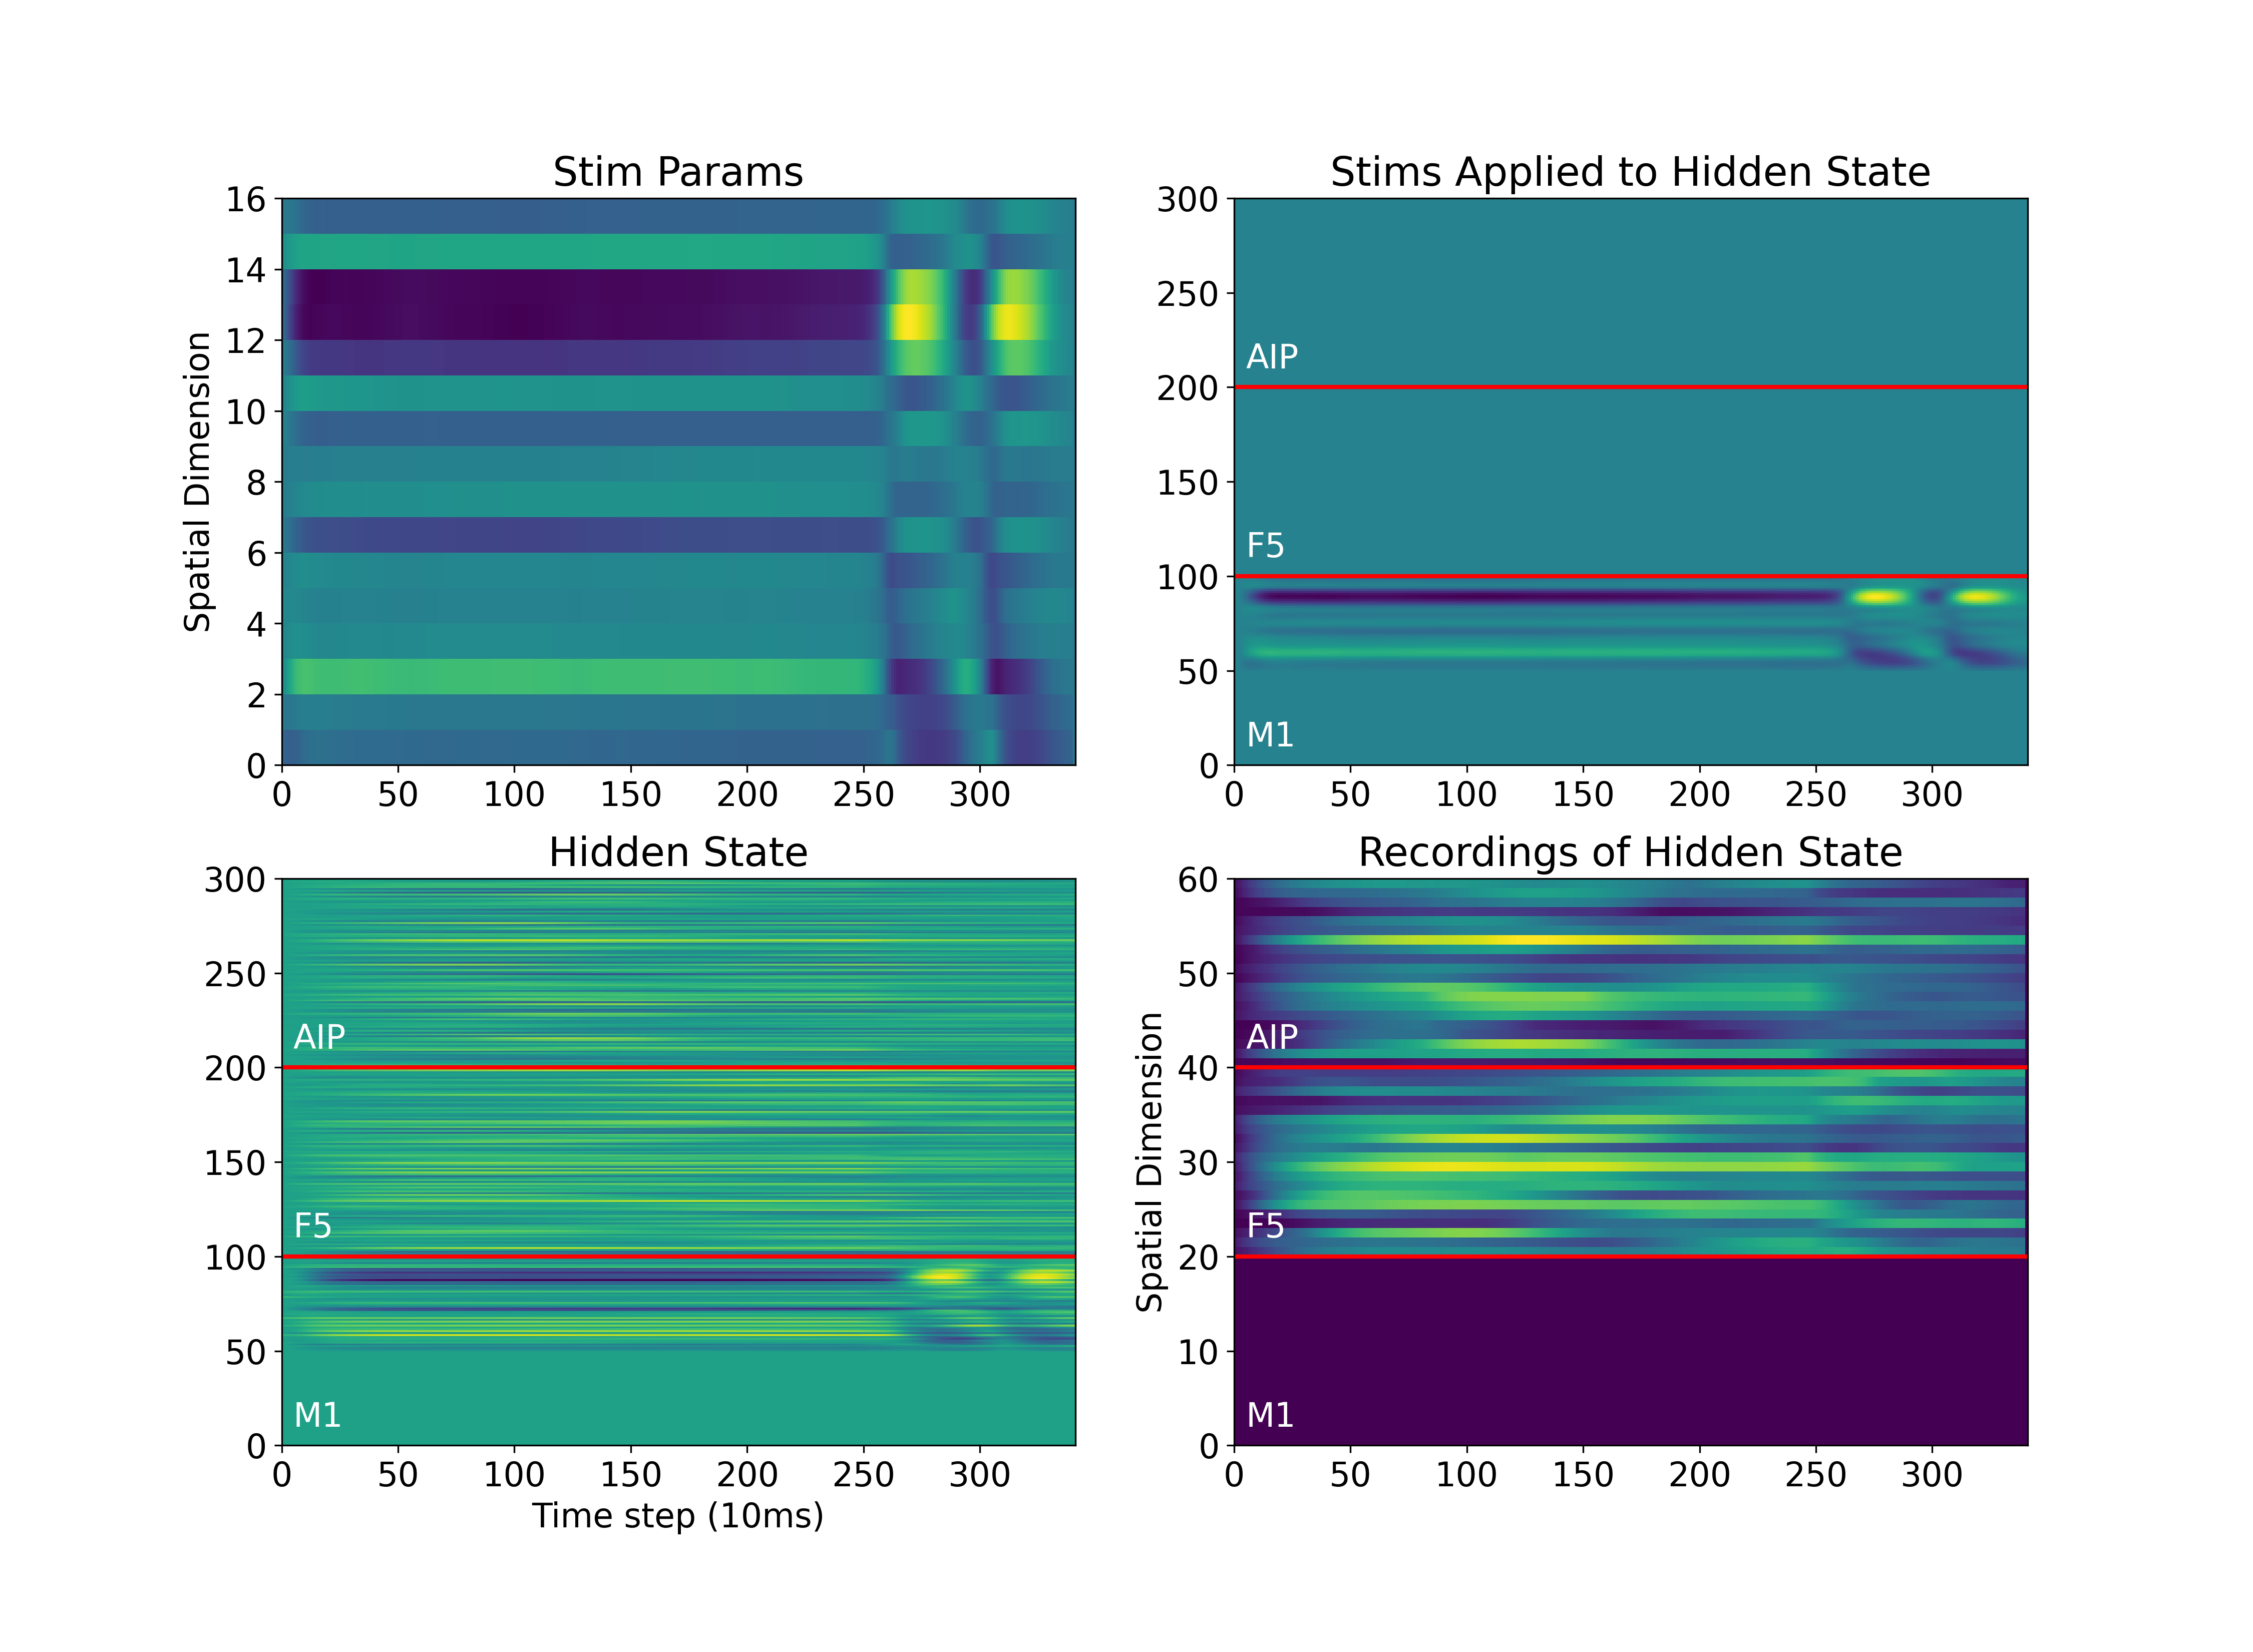 Stim Params
16
14
12
10
8
6
4
2
0
Spatial Dimension
0 50 100 150 200 250 300
Stims Applied to Hidden State
300
250
200
150
100
50
0
AIP
F5
M1
0 50 100 150 200 250 300
Hidden State
300
250
200
150
100
50
0
AIP
F5
M1
0 50 100 150 200 250 300
Time step (10ms)
Recordings of Hidden State
60
50
40
30
20
10
0
Spatial Dimension
AIP
F5
M1
0 50 100 150 200 250 300